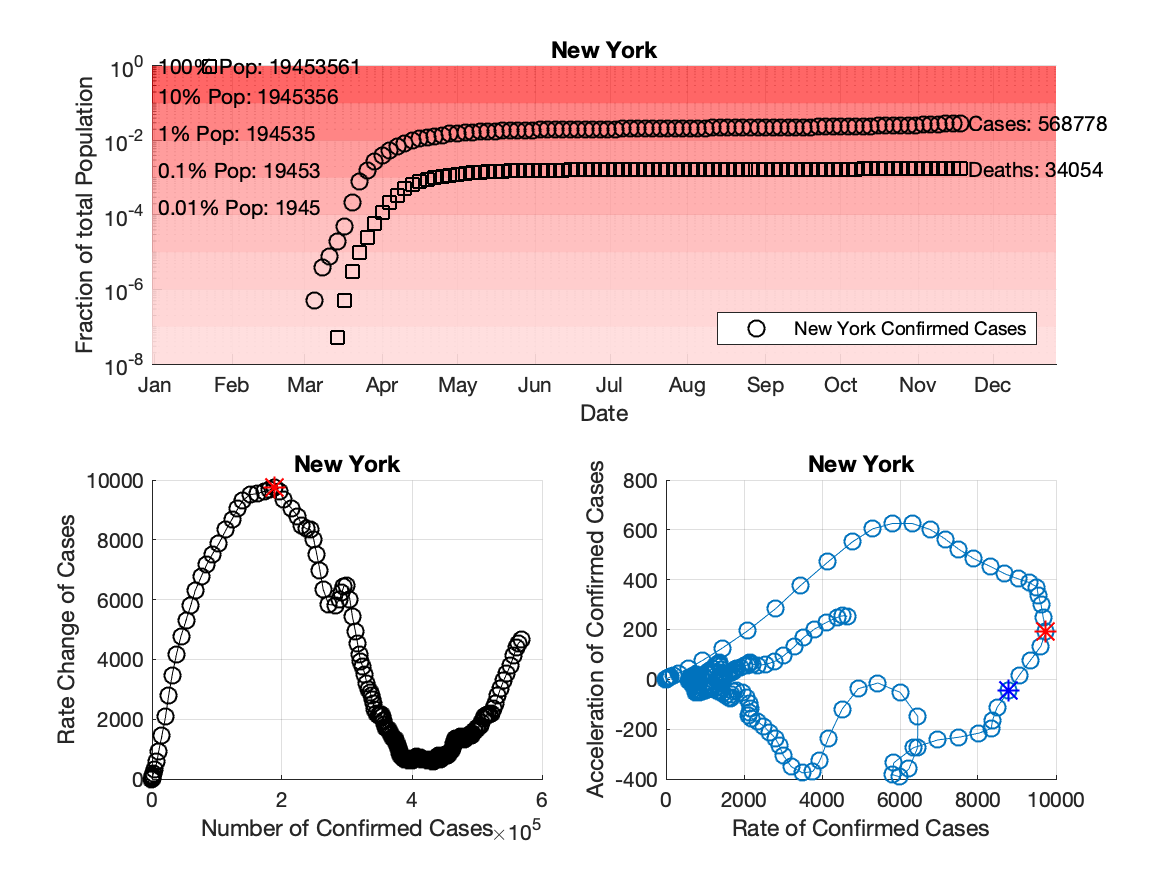 New York
10^0
10^-2
10^-4
10^-6
10^-8
Fraction of total Population
100% Pop: 19453561
10% Pop: 1945356
1% Pop: 194535
0.1% Pop: 19453
0.01% Pop: 1945
Cases: 568778
Deaths: 34054
New York Confirmed Cases
Jan Feb Mar Apr May Jun Jul Aug Sep Oct Nov Dec
Date
New York
10000
8000
6000
4000
2000
0
Rate Change of Cases
0 2 4 6
Number of Confirmed Cases ×10^5
New York
800
600
400
200
0
-200
-400
Acceleration of Confirmed Cases
0 2000 4000 6000 8000 10000
Rate of Confirmed Cases